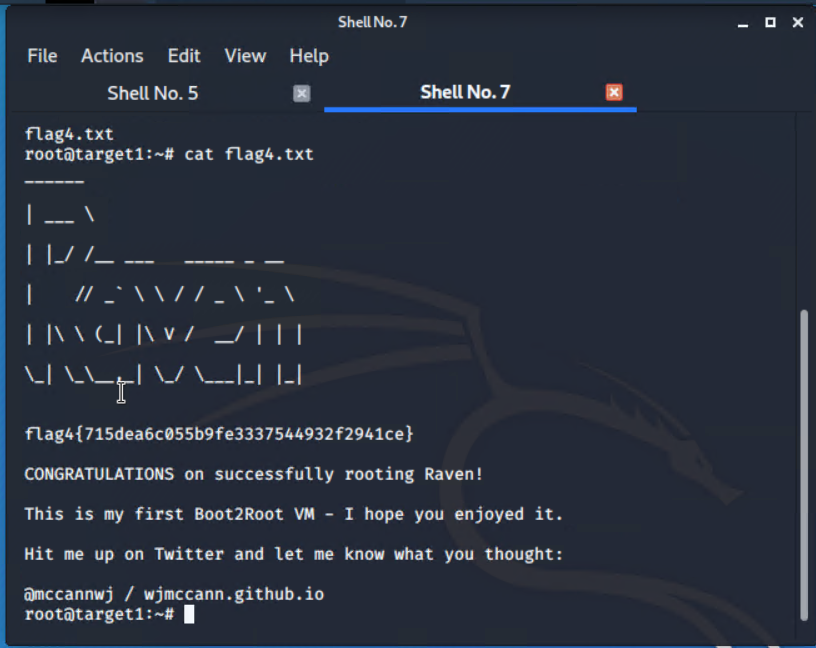 Shell No. 7
File Actions Edit View Help
Shell No. 5
Shell No. 7
flag4.txt
root@target1:~# cat flag4.txt
______
| ___ \
| |_/ /__ ___   _____ _ __
|    // _` \ \ / / _ \ '_ \
| |\ \ (_| |\ v /  __/ | | |
\_| \_\__,_| \_/ \___|_| |_|
flag4{715dea6c055b9fe3337544932f2941ce}
CONGRATULATIONS on successfully rooting Raven!
This is my first Boot2Root VM - I hope you enjoyed it.
Hit me up on Twitter and let me know what you thought:
@mccannwj / wjmccann.github.io
root@target1:~#